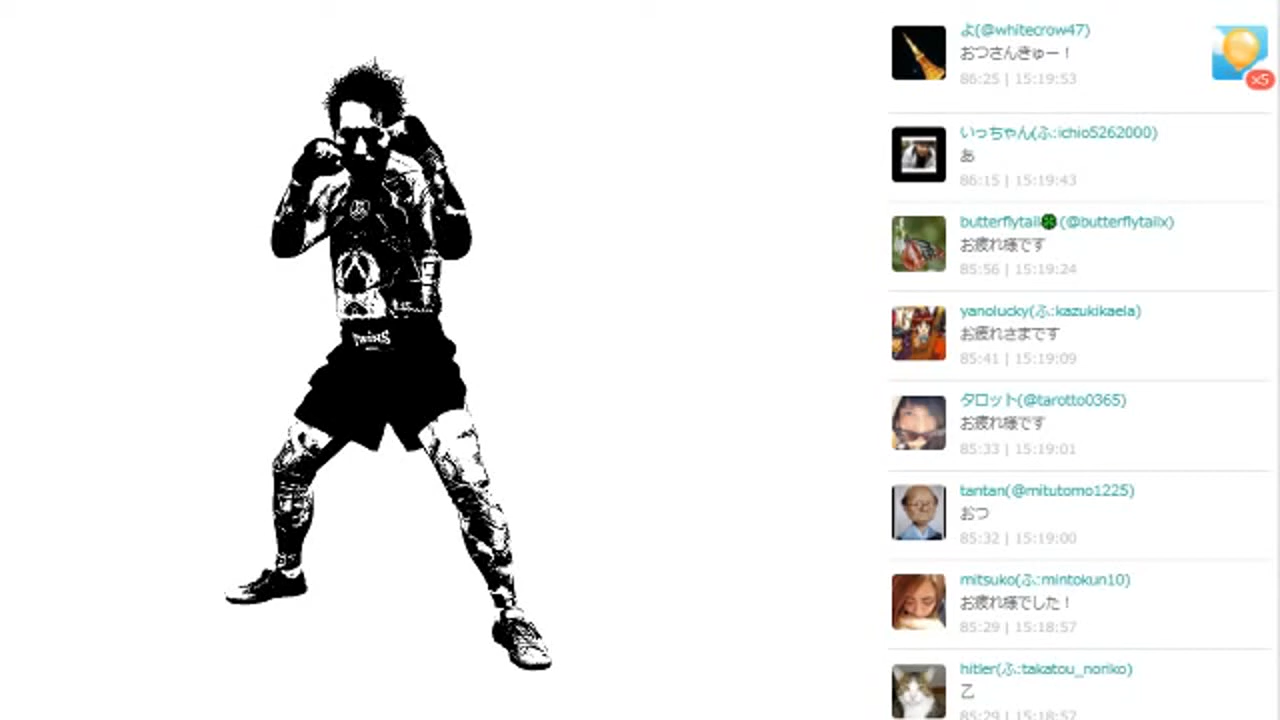 TWINS
よ(@whitecrow47)
おつさんきゅー！
86:25 | 15:19:53
x5
いっちゃん(ふ:ichio5262000)
あ
86:15 | 15:19:43
butterflytail🍀(@butterflytailx)
お疲れ様です
85:56 | 15:19:24
yanolucky(ふ:kazukikaela)
お疲れさまです
85:41 | 15:19:09
タロット(@tarotto0365)
お疲れ様です
85:33 | 15:19:01
tantan(@mitutomo1225)
おつ
85:32 | 15:19:00
mitsuko(ふ:mintokun10)
お疲れ様でした！
85:29 | 15:18:57
hitler(ふ:takatou_noriko)
乙
85:29 | 15:18:57